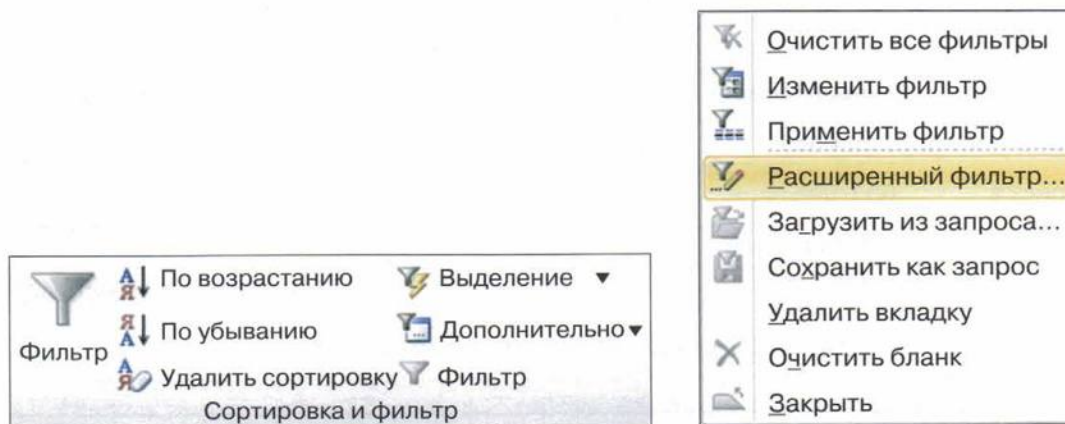 Фильтр
По возрастанию
По убыванию
Удалить сортировку
Выделение
Дополнительно
Фильтр
Сортировка и фильтр
Очистить все фильтры
Изменить фильтр
Применить фильтр
Расширенный фильтр...
Загрузить из запроса...
Сохранить как запрос
Удалить вкладку
Очистить бланк
Закрыть